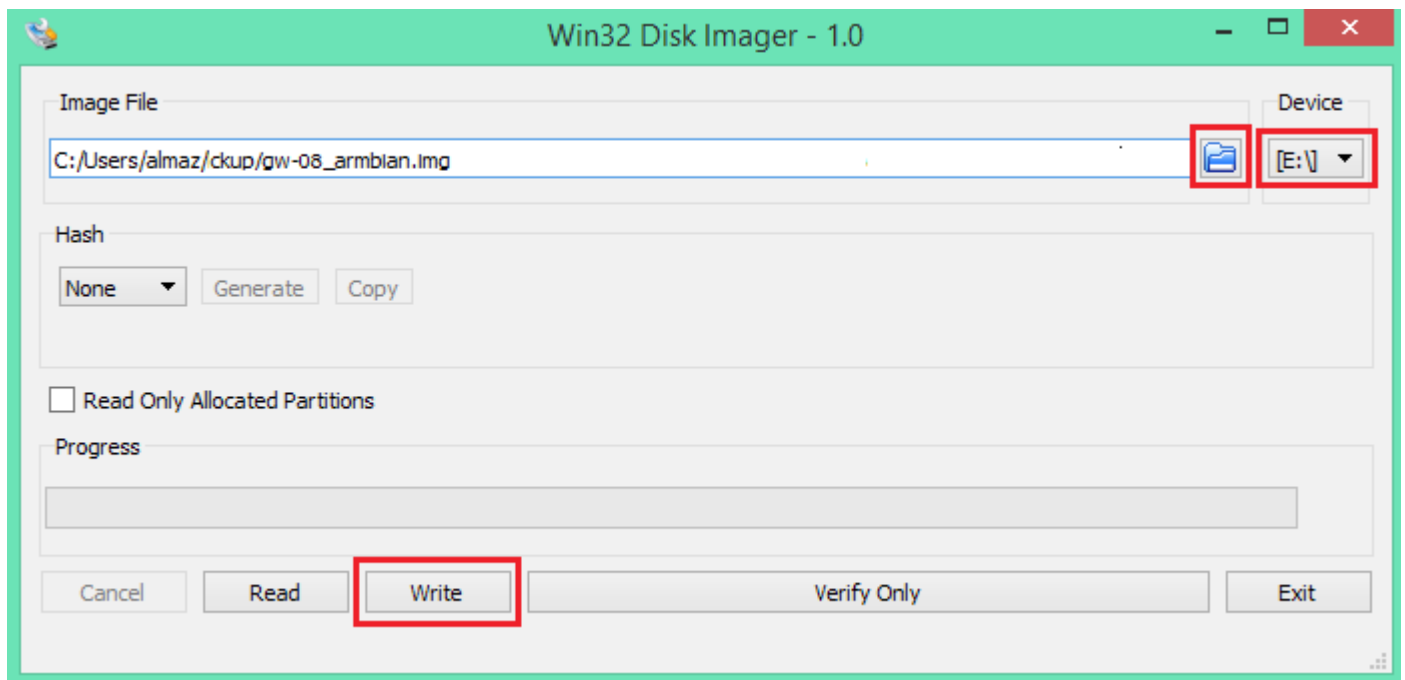 Win32 Disk Imager - 1.0
Image File
Device
C:/Users/almaz/ckup/gw-08_armbian.img
[E:\]
Hash
None Generate Copy
Read Only Allocated Partitions
Progress
Cancel Read Write Verify Only Exit